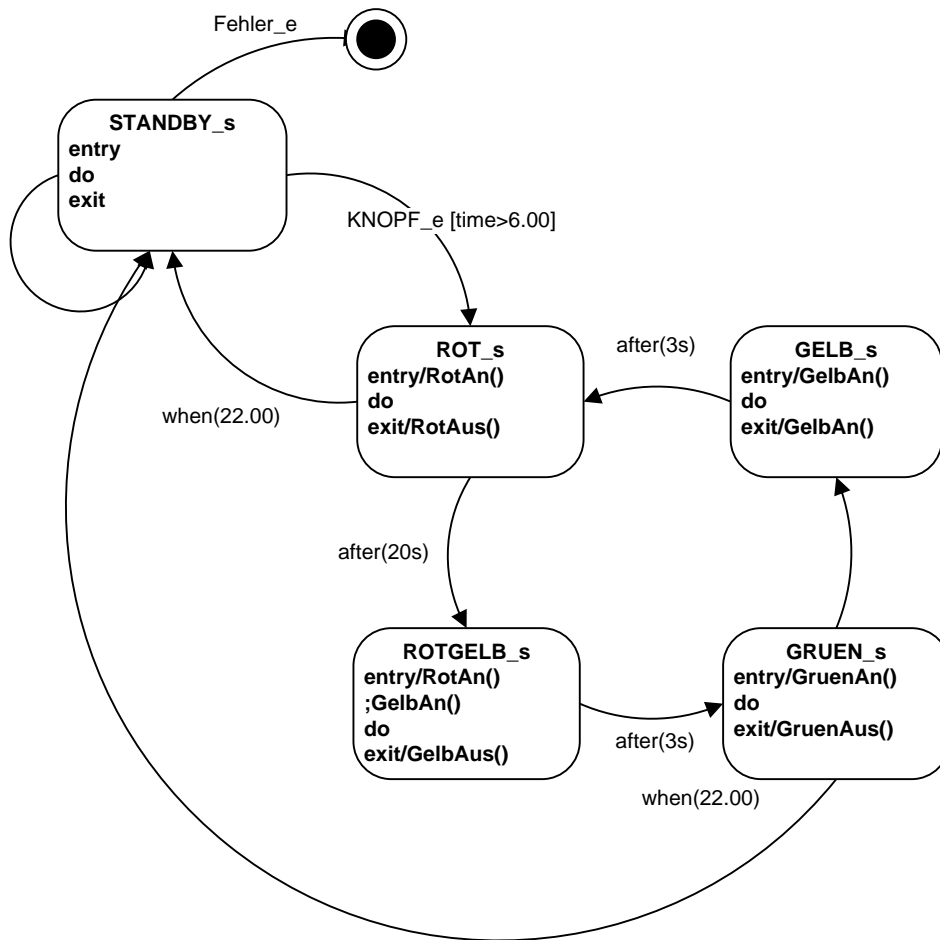 Fehler_e
STANDBY_s
entry
do
exit
KNOPF_e [time>6.00]
ROT_s
entry/RotAn()
do
exit/RotAus()
after(3s)
GELB_s
entry/GelbAn()
do
exit/GelbAn()
when(22.00)
after(20s)
ROTGELB_s
entry/RotAn()
;GelbAn()
do
exit/GelbAus()
after(3s)
GRUEN_s
entry/GruenAn()
do
exit/GruenAus()
when(22.00)